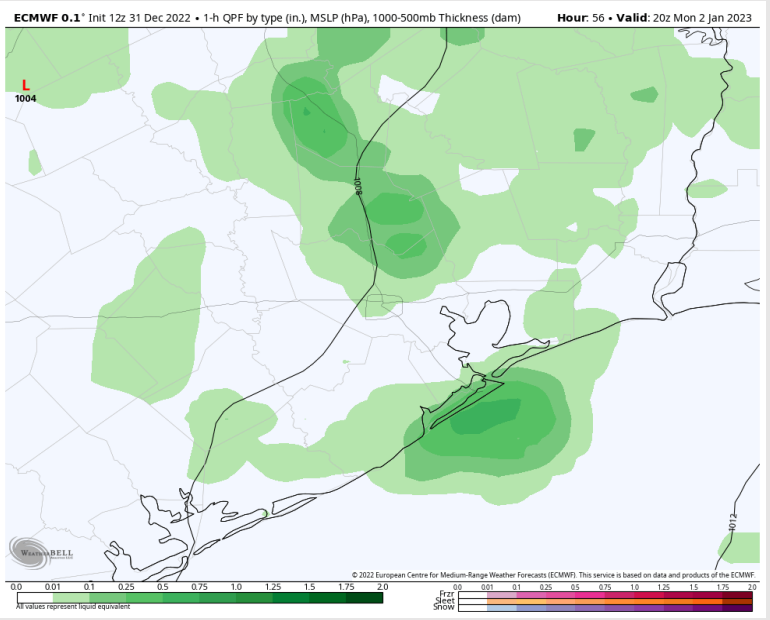 ECMWF 0.1° Init 12z 31 Dec 2022 • 1-h QPF by type (in.), MSLP (hPa), 1000-500mb Thickness (dam) Hour: 56 • Valid: 20z Mon 2 Jan 2023
L
1004
1008
1012
WEATHERBELL
© 2022 European Centre for Medium-Range Weather Forecasts (ECMWF). This service is based on data and products of the ECMWF.
0.0 0.01 0.1 0.25 0.5 0.75 1.0 1.25 1.5 1.75 2.0
All values represent liquid equivalent
0.0 0.01 0.1 0.25 0.5 0.75 1.0 1.25 1.5 1.75 2.0
Frzr
Sleet
Snow